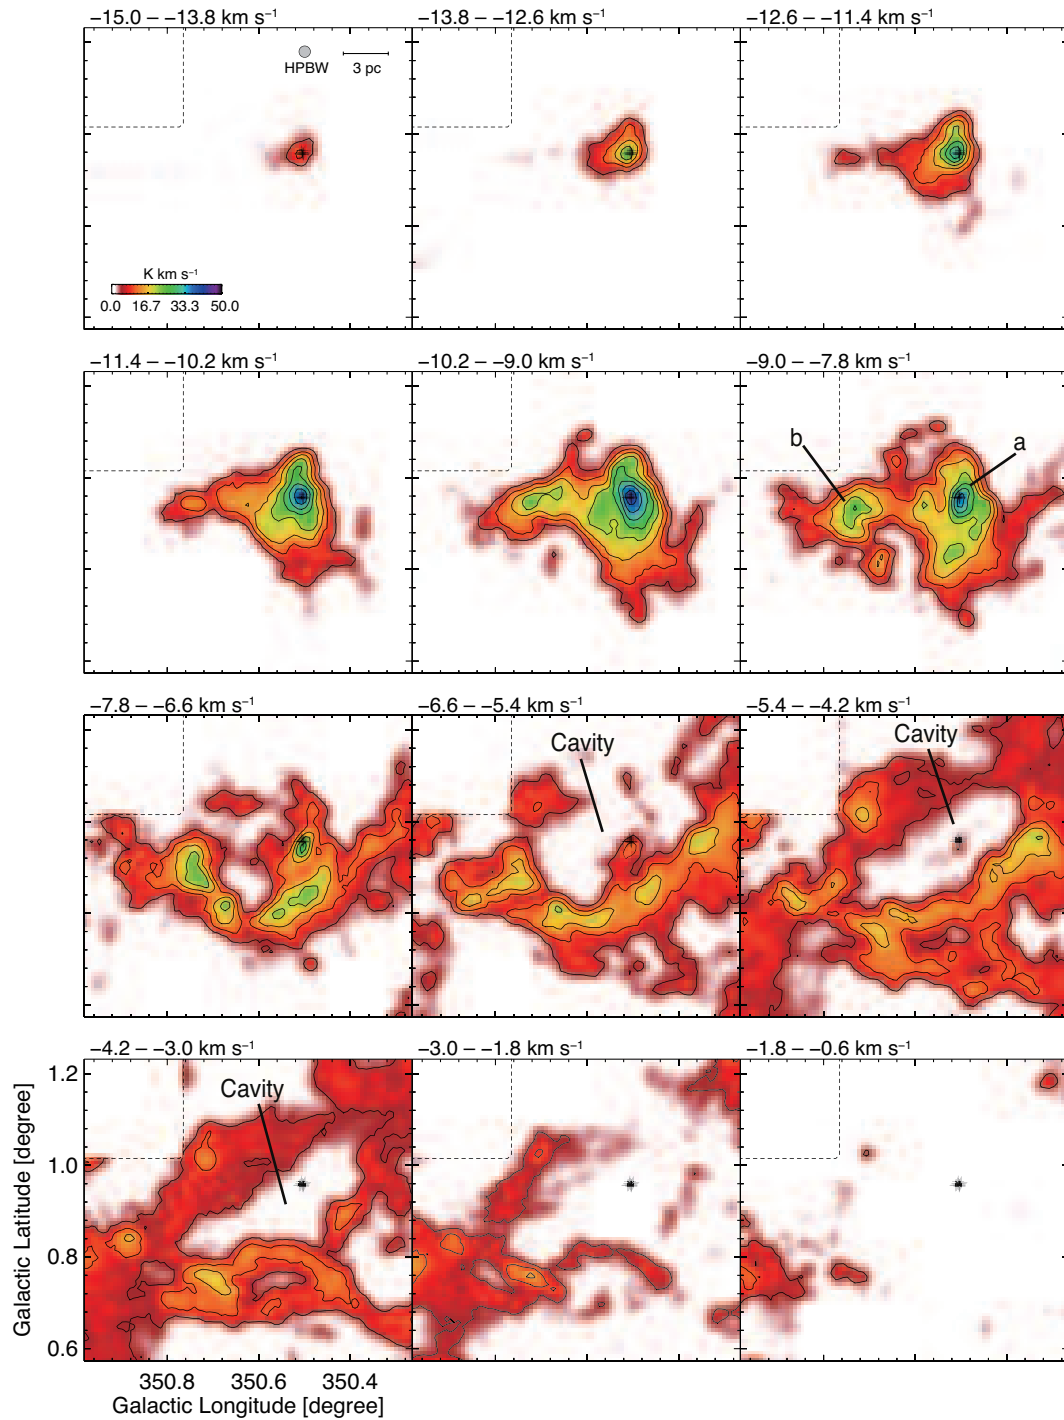 −15.0 – −13.8 km s⁻¹
−13.8 – −12.6 km s⁻¹
−12.6 – −11.4 km s⁻¹
HPBW
3 pc
K km s⁻¹
0.0 16.7 33.3 50.0
−11.4 – −10.2 km s⁻¹
−10.2 – −9.0 km s⁻¹
−9.0 – −7.8 km s⁻¹
b
a
−7.8 – −6.6 km s⁻¹
−6.6 – −5.4 km s⁻¹
−5.4 – −4.2 km s⁻¹
Cavity
Cavity
−4.2 – −3.0 km s⁻¹
−3.0 – −1.8 km s⁻¹
−1.8 – −0.6 km s⁻¹
Cavity
1.2
1.0
0.8
0.6
Galactic Latitude [degree]
350.8 350.6 350.4
Galactic Longitude [degree]